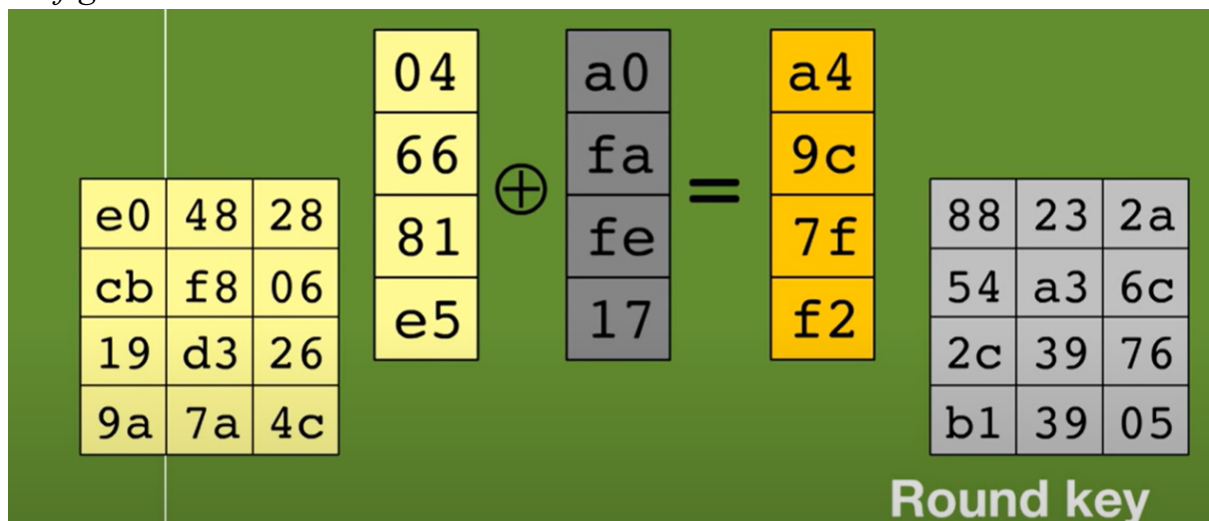 04 a0 a4
66 fa 9c
81 ⊕ fe = 7f
e5 17 f2
e0 48 28
cb f8 06
19 d3 26
9a 7a 4c
88 23 2a
54 a3 6c
2c 39 76
b1 39 05
Round key